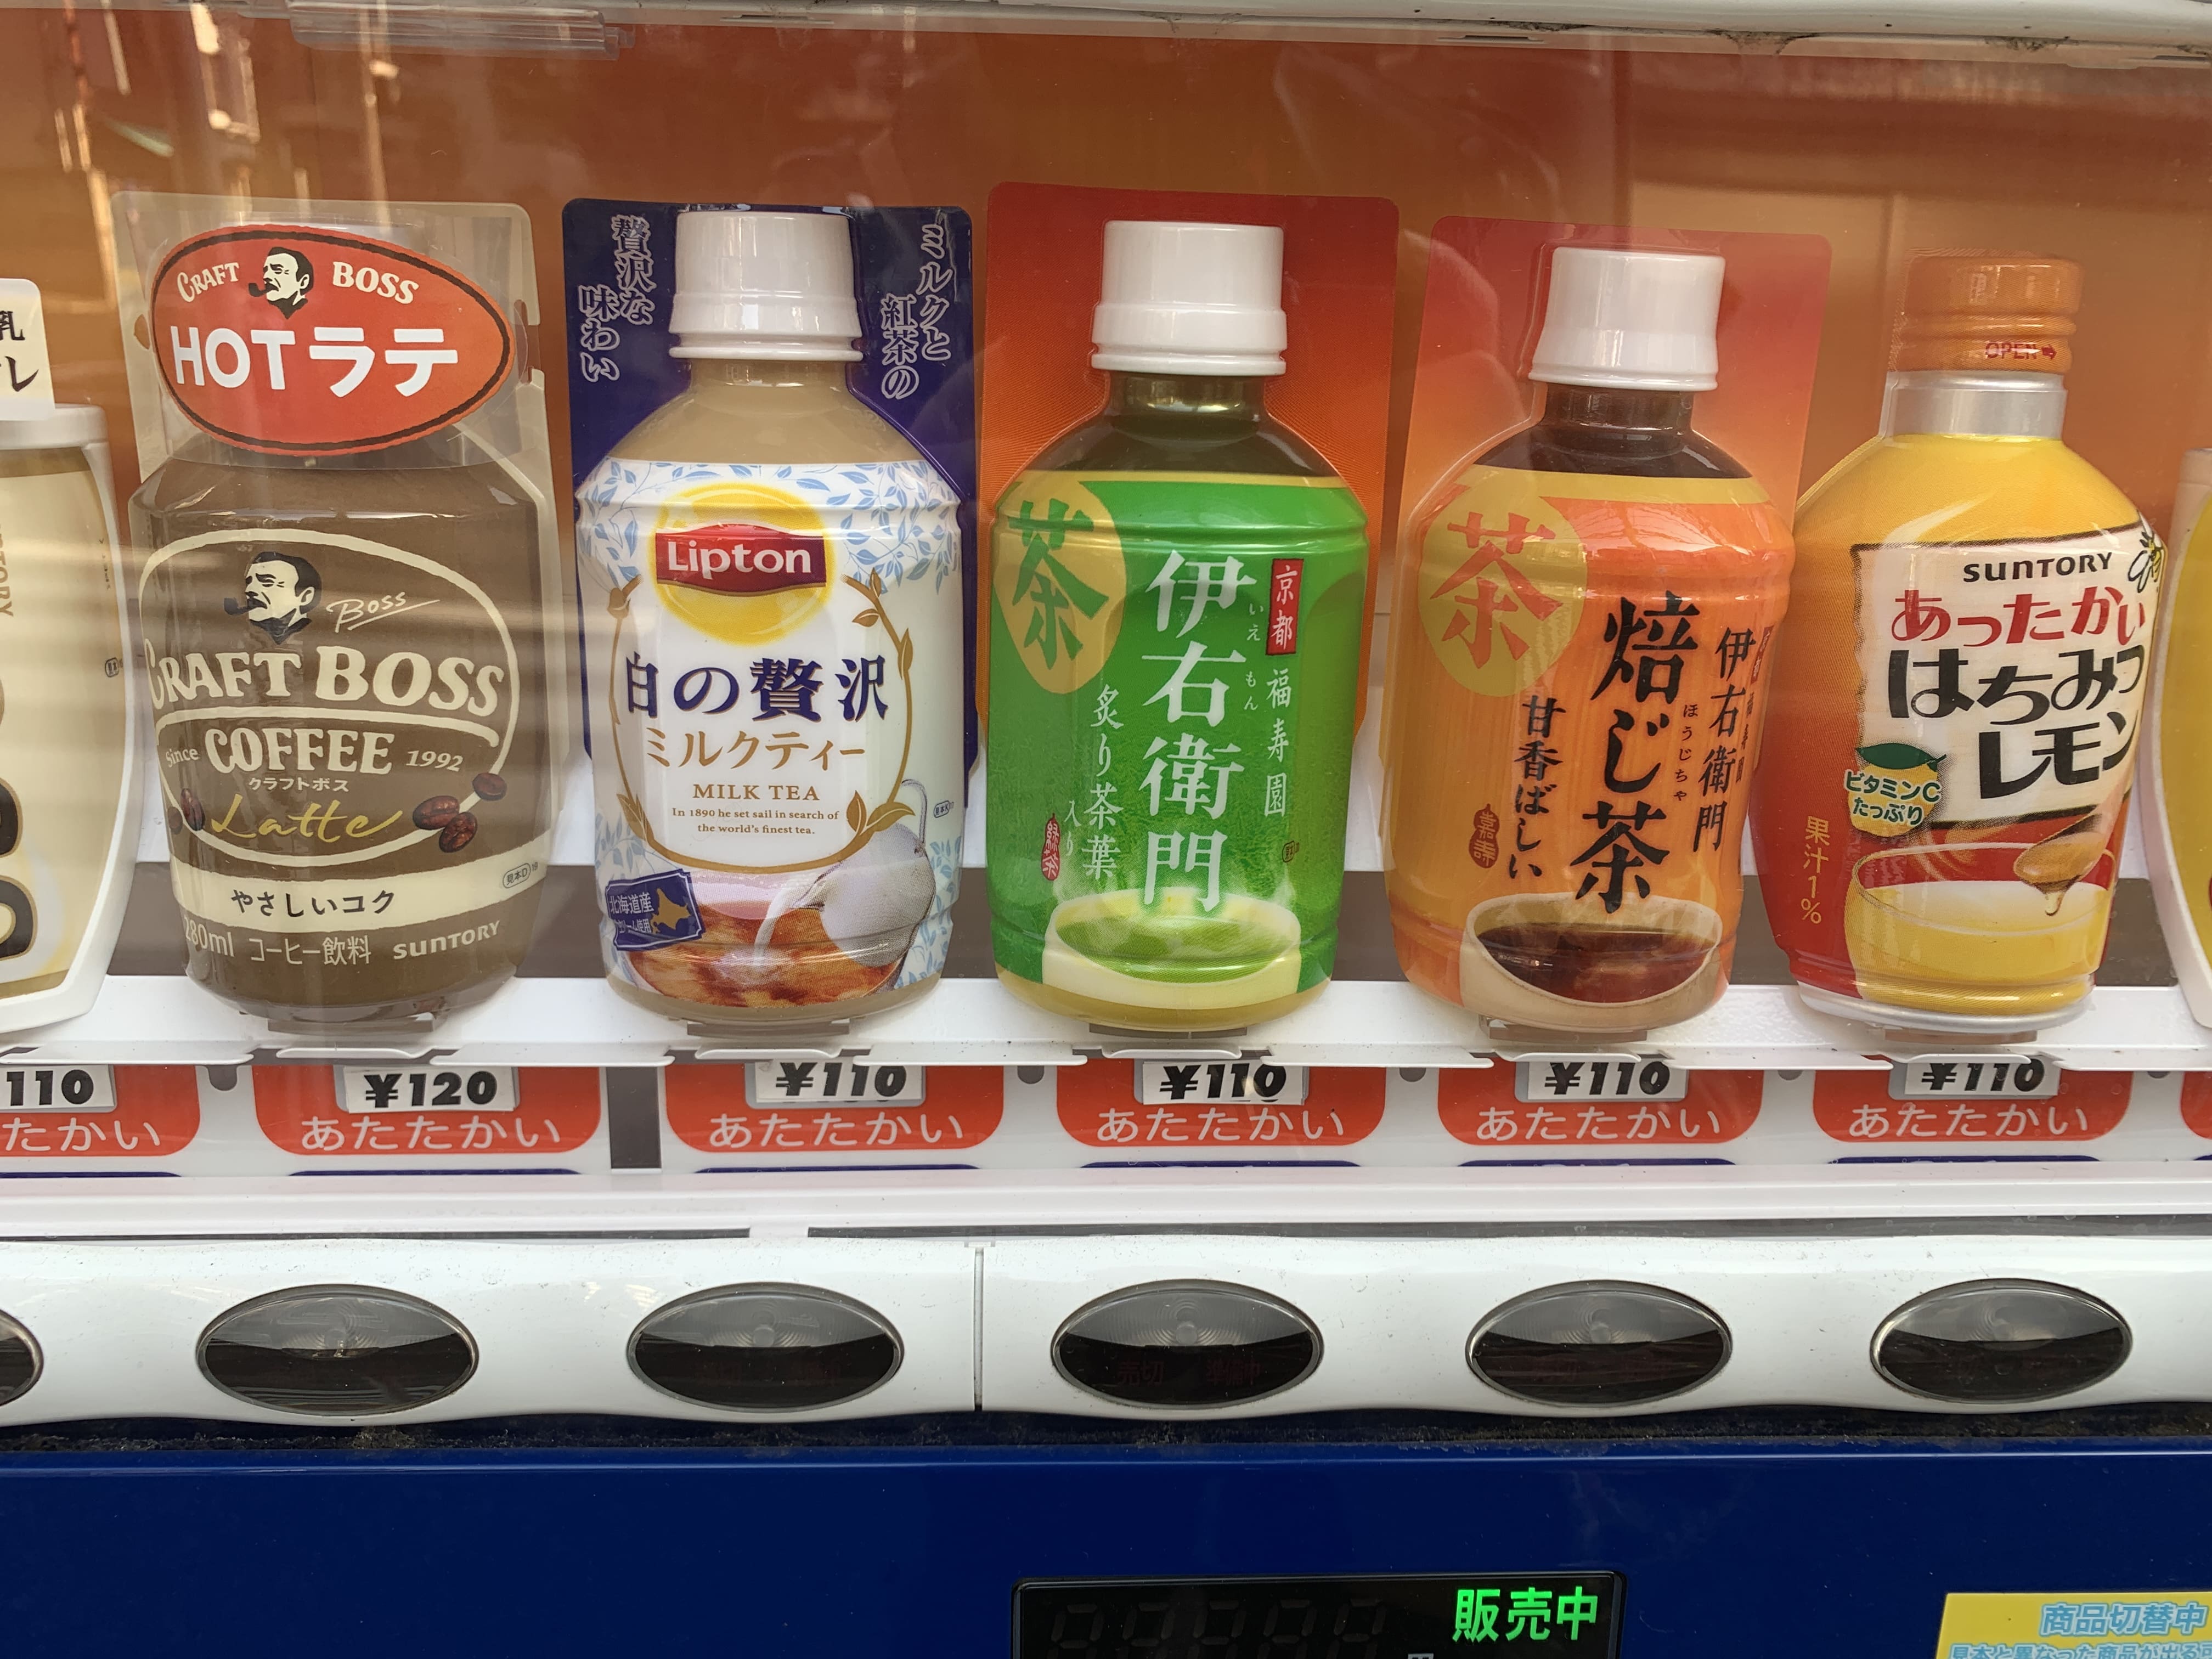 CRAFT BOSS
HOTラテ
Boss
CRAFT BOSS
since COFFEE 1992
クラフトボス
Latte
やさしいコク
280ml コーヒー飲料 SUNTORY
ミルクと
紅茶の
贅沢な
味わい
Lipton
白の贅沢
ミルクティー
MILK TEA
In 1890 he set sail in search of
the world's finest tea.
北海道産
茶
京都
福寿園
伊右衛門
いえもん
炙り茶葉
入り
緑茶
茶
伊右衛門
焙じ茶
ほうじちゃ
甘香ばしい
嘉寿
OPEN
SUNTORY
あったかい
はちみつ
レモン
ビタミンC
たっぷり
果汁1%
110
¥120
¥110
¥110
¥110
¥110
たかい
あたたかい
あたたかい
あたたかい
あたたかい
あたたかい
売切 準備中
販売中
商品切替中